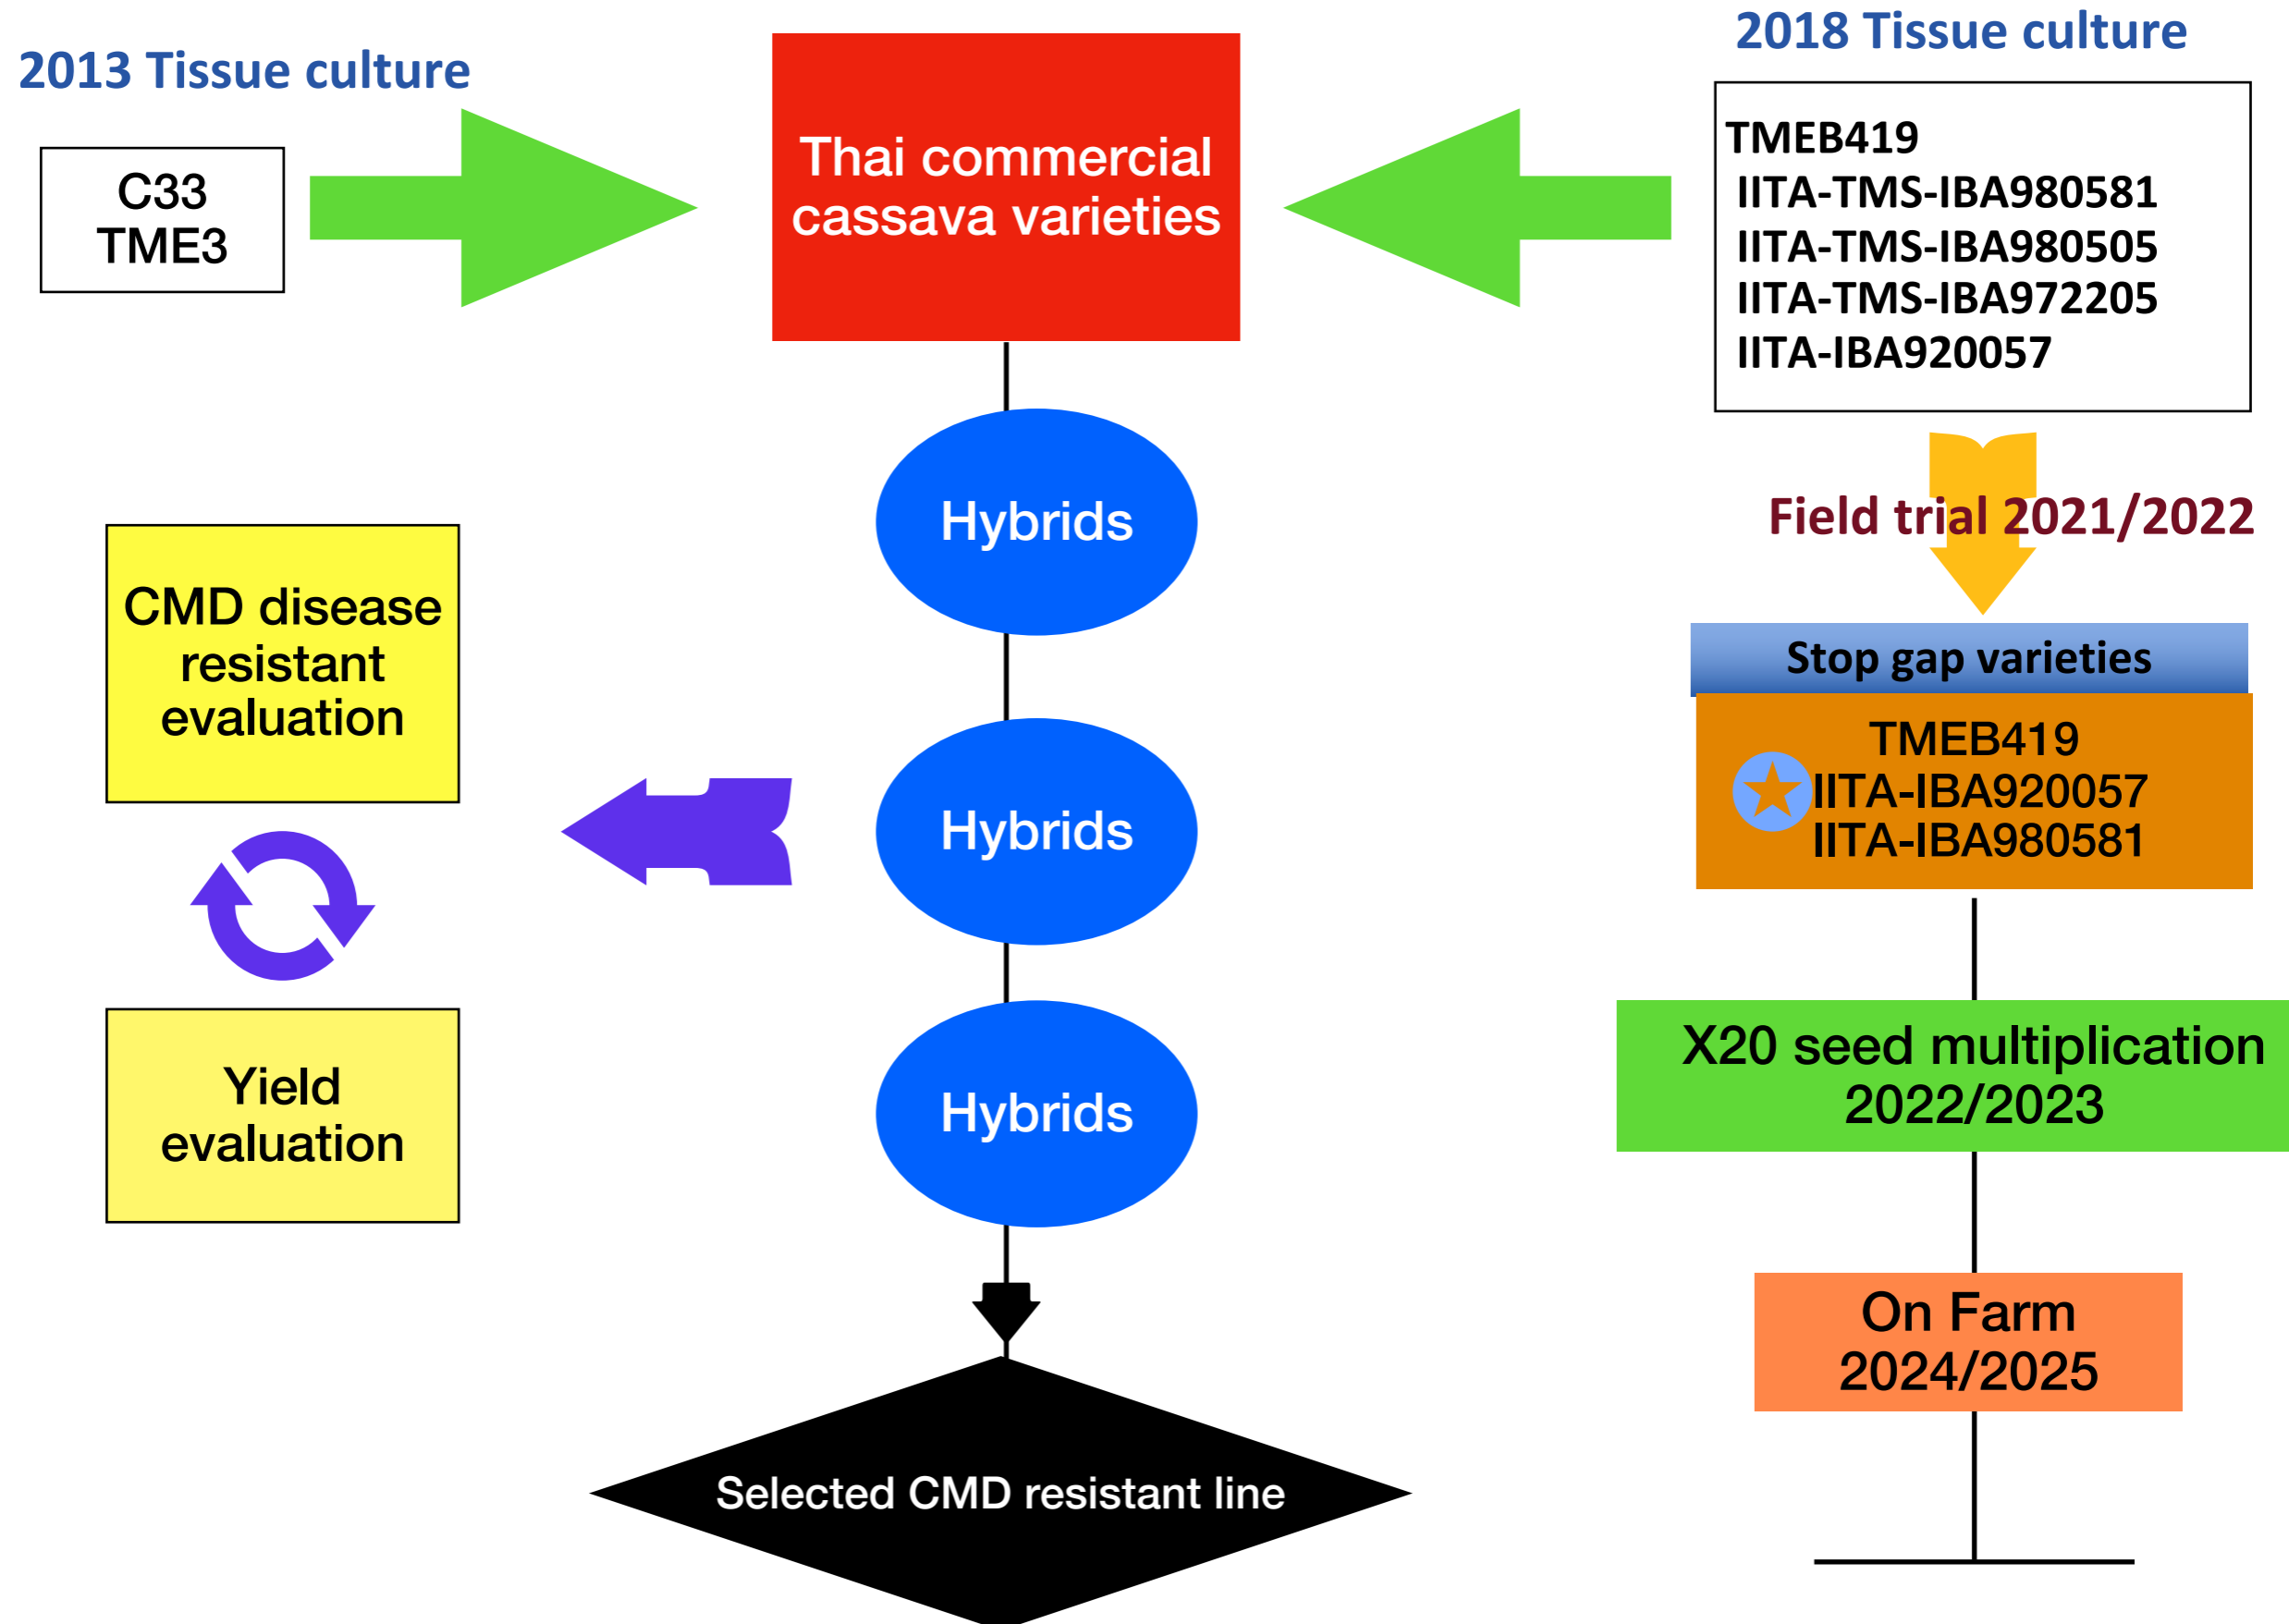 2013 Tissue culture
C33
TME3
Thai commercial
cassava varieties
2018 Tissue culture
TMEB419
IITA-TMS-IBA980581
IITA-TMS-IBA980505
IITA-TMS-IBA972205
IITA-IBA920057
Field trial 2021/2022
Stop gap varieties
TMEB419
IITA-IBA920057
IITA-IBA980581
X20 seed multiplication
2022/2023
On Farm
2024/2025
Hybrids
Hybrids
Hybrids
Selected CMD resistant line
CMD disease
resistant
evaluation
Yield
evaluation